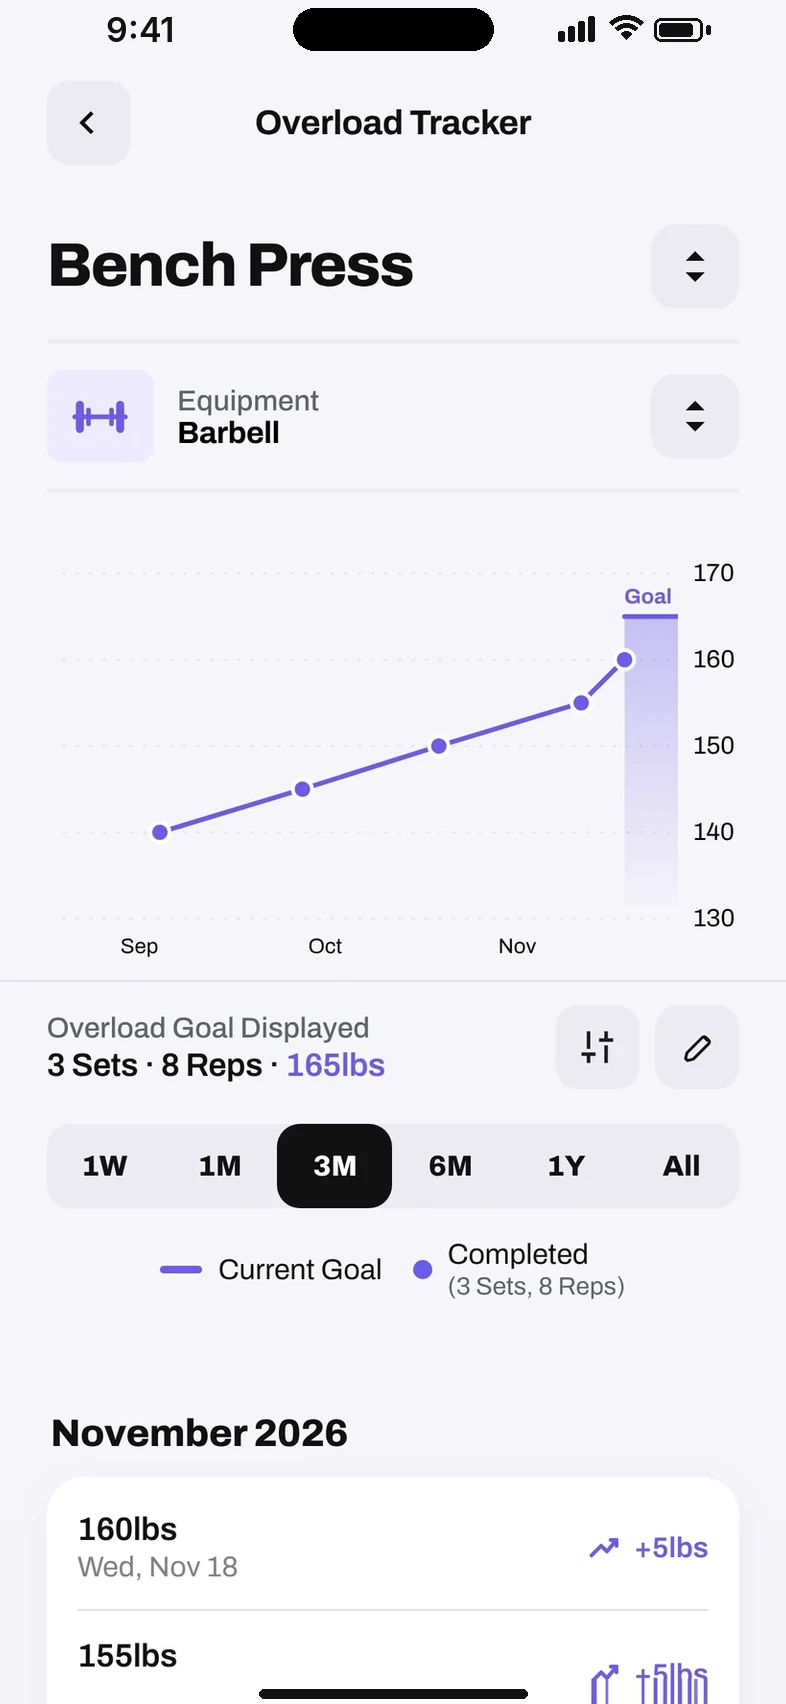 9:41
Overload Tracker
Bench Press
Equipment
Barbell
170
Goal
160
150
140
130
Sep Oct Nov
Overload Goal Displayed
3 Sets · 8 Reps · 165lbs
1W 1M 3M 6M 1Y All
Current Goal
Completed
(3 Sets, 8 Reps)
November 2026
160lbs
Wed, Nov 18
+5lbs
155lbs
+5lbs